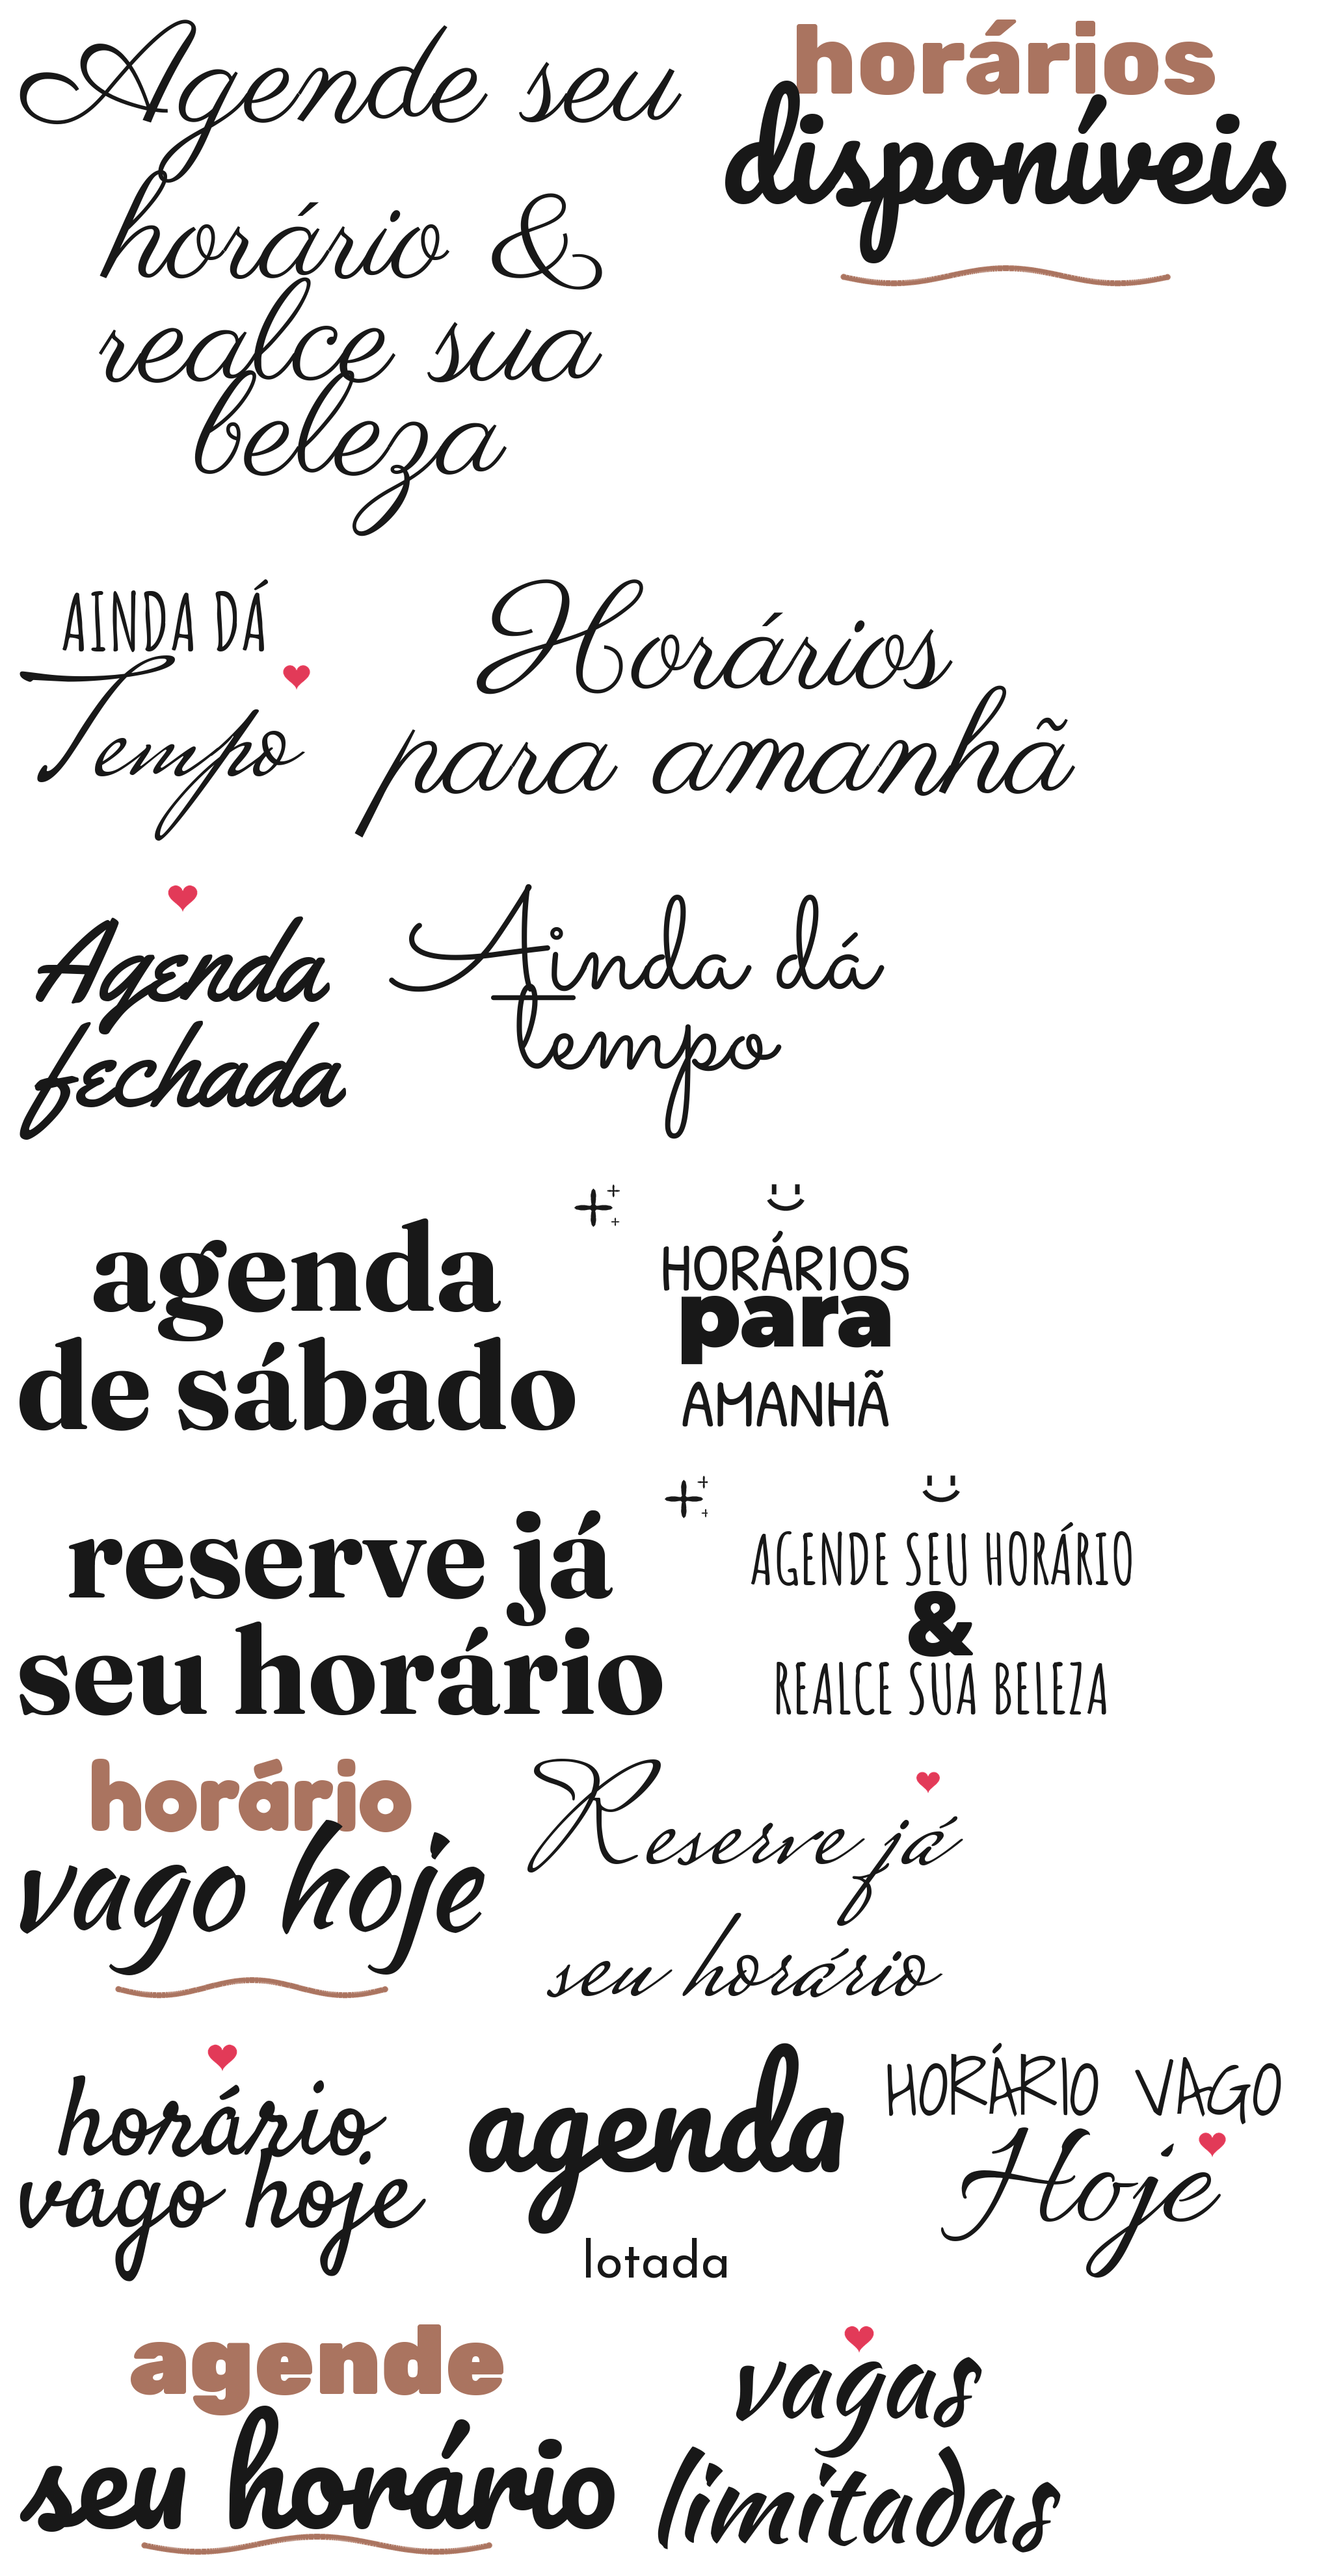 Agende seu
horário &
realce sua
beleza
horários
disponíveis
AINDA DÁ
Tempo
Horários
para amanhã
Agenda
fechada
Ainda dá
tempo
agenda
de sábado
HORÁRIOS
para
AMANHÃ
reserve já
seu horário
AGENDE SEU HORÁRIO
&
REALCE SUA BELEZA
horário
vago hoje
Reserve já
seu horário
horário
vago hoje
agenda
lotada
HORÁRIO VAGO
Hoje
agende
seu horário
vagas
limitadas